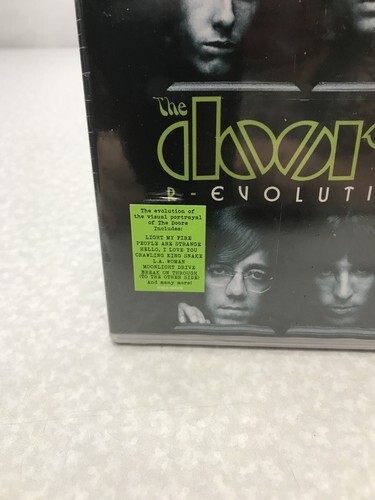 The
door
R-EVOLUTI
The evolution of
the visual portrayal
of The Doors
Includes:
LIGHT MY FIRE
PEOPLE ARE STRANGE
HELLO, I LOVE YOU
CRAWLING KING SNAKE
L.A. WOMAN
MOONLIGHT DRIVE
BREAK ON THROUGH
(TO THE OTHER SIDE)
And many more!